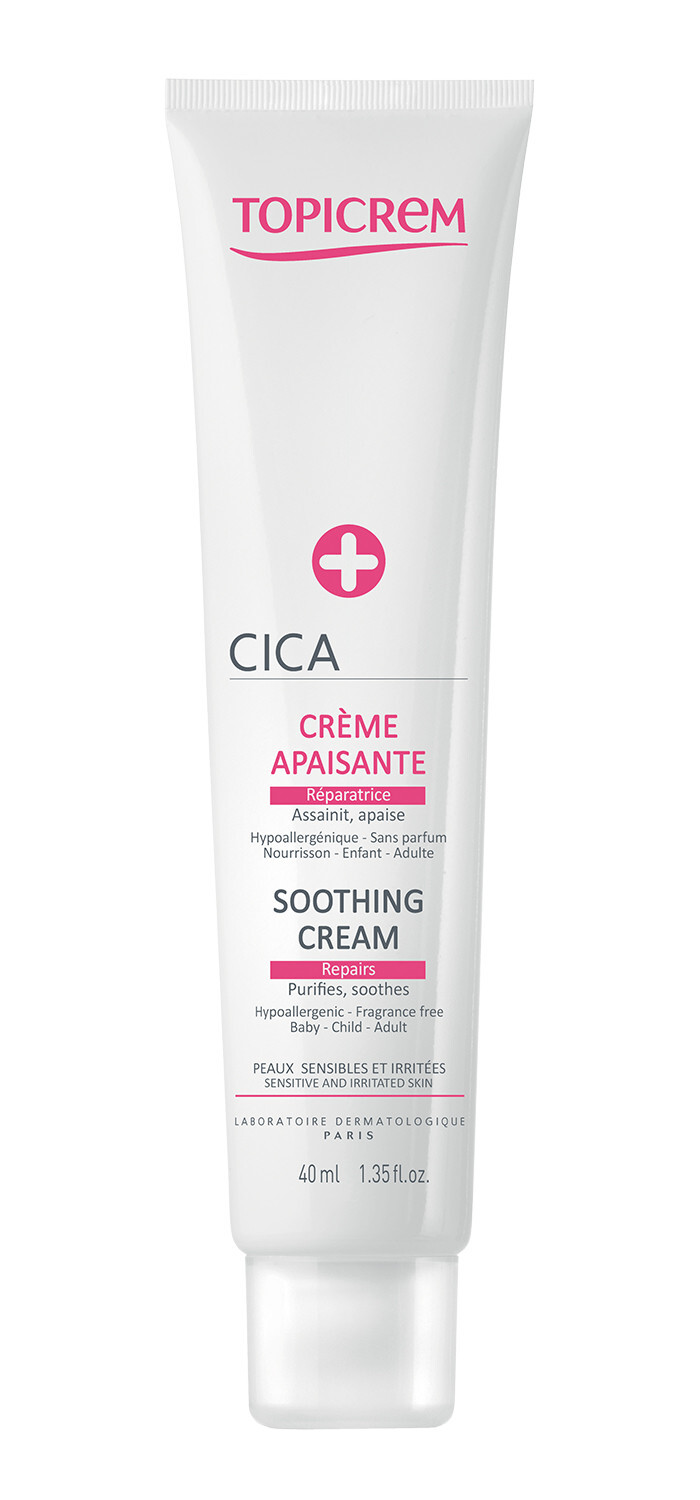 TOPICREM
CICA
CRÈME
APAISANTE
Réparatrice
Assainit, apaise
Hypoallergénique - Sans parfum
Nourrisson - Enfant - Adulte
SOOTHING
CREAM
Repairs
Purifies, soothes
Hypoallergenic - Fragrance free
Baby - Child - Adult
PEAUX SENSIBLES ET IRRITÉES
SENSITIVE AND IRRITATED SKIN
LABORATOIRE DERMATOLOGIQUE
PARIS
40 ml 1.35 fl.oz.